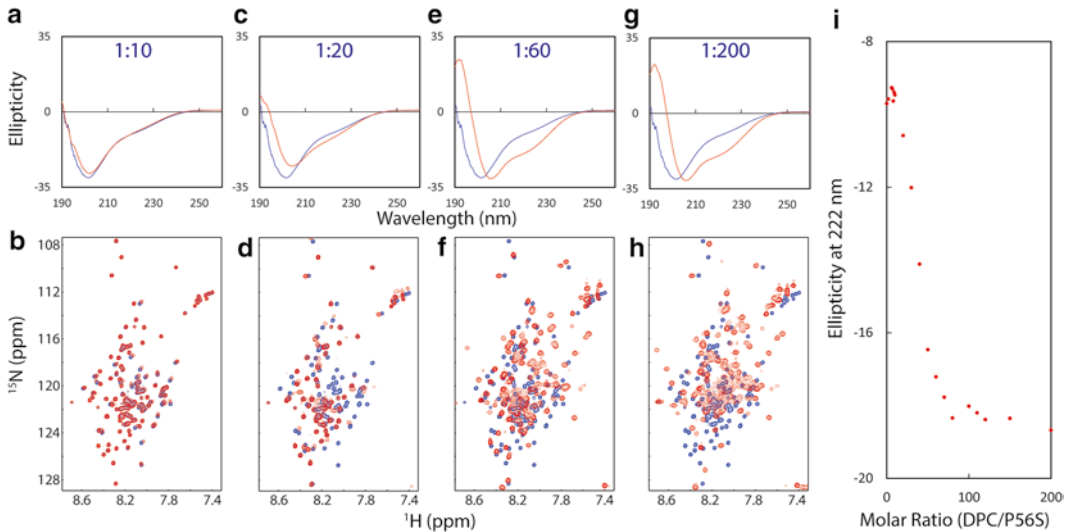 a
c
e
g
i
35
35
35
35
-8
1:10
1:20
1:60
1:200
Ellipticity
0
0
0
0
-35
-35
-35
-35
190 210 230 250
190 210 230 250
190 210 230 250
190 210 230 250
Wavelength (nm)
b
d
f
h
108
112
116
120
124
128
¹⁵N (ppm)
8.6 8.2 7.8 7.4
8.6 8.2 7.8 7.4
8.6 8.2 7.8 7.4
8.6 8.2 7.8 7.4
¹H (ppm)
Ellipticity at 222 nm
-12
-16
-20
0 100 200
Molar Ratio (DPC/P56S)